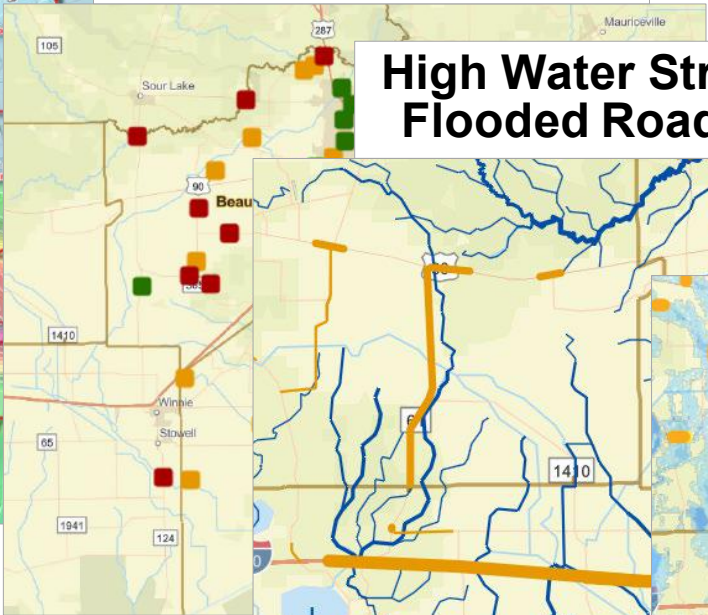 Mauriceville
287
105
Sour Lake
High Water Str
Flooded Road
90
Beau
1410
Winnie
Stowell
65
1410
1941
124